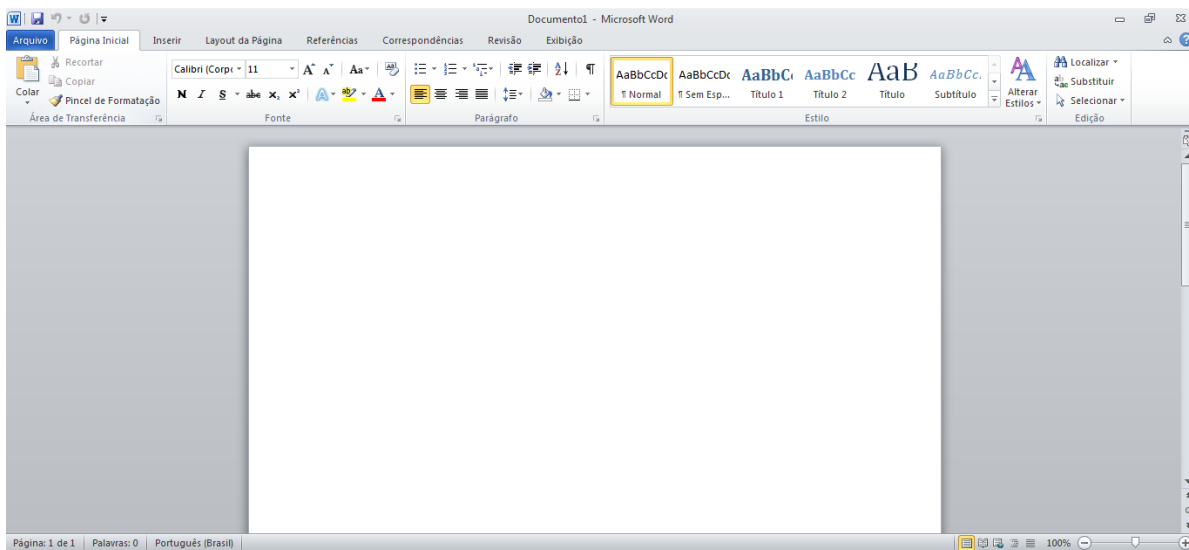 Documento1 - Microsoft Word
Arquivo Página Inicial Inserir Layout da Página Referências Correspondências Revisão Exibição
Colar
Recortar
Copiar
Pincel de Formatação
Área de Transferência
Calibri (Corpo 11
Aa
N I S abc x₂ x² A ab A
Fonte
Parágrafo
AaBbCcDc AaBbCcDc AaBbC AaBbCc AaB AaBbCc.
¶ Normal ¶ Sem Esp... Título 1 Título 2 Título Subtítulo
Alterar
Estilos
Estilo
Localizar
Substituir
Selecionar
Edição
Página: 1 de 1 Palavras: 0 Português (Brasil) 100%